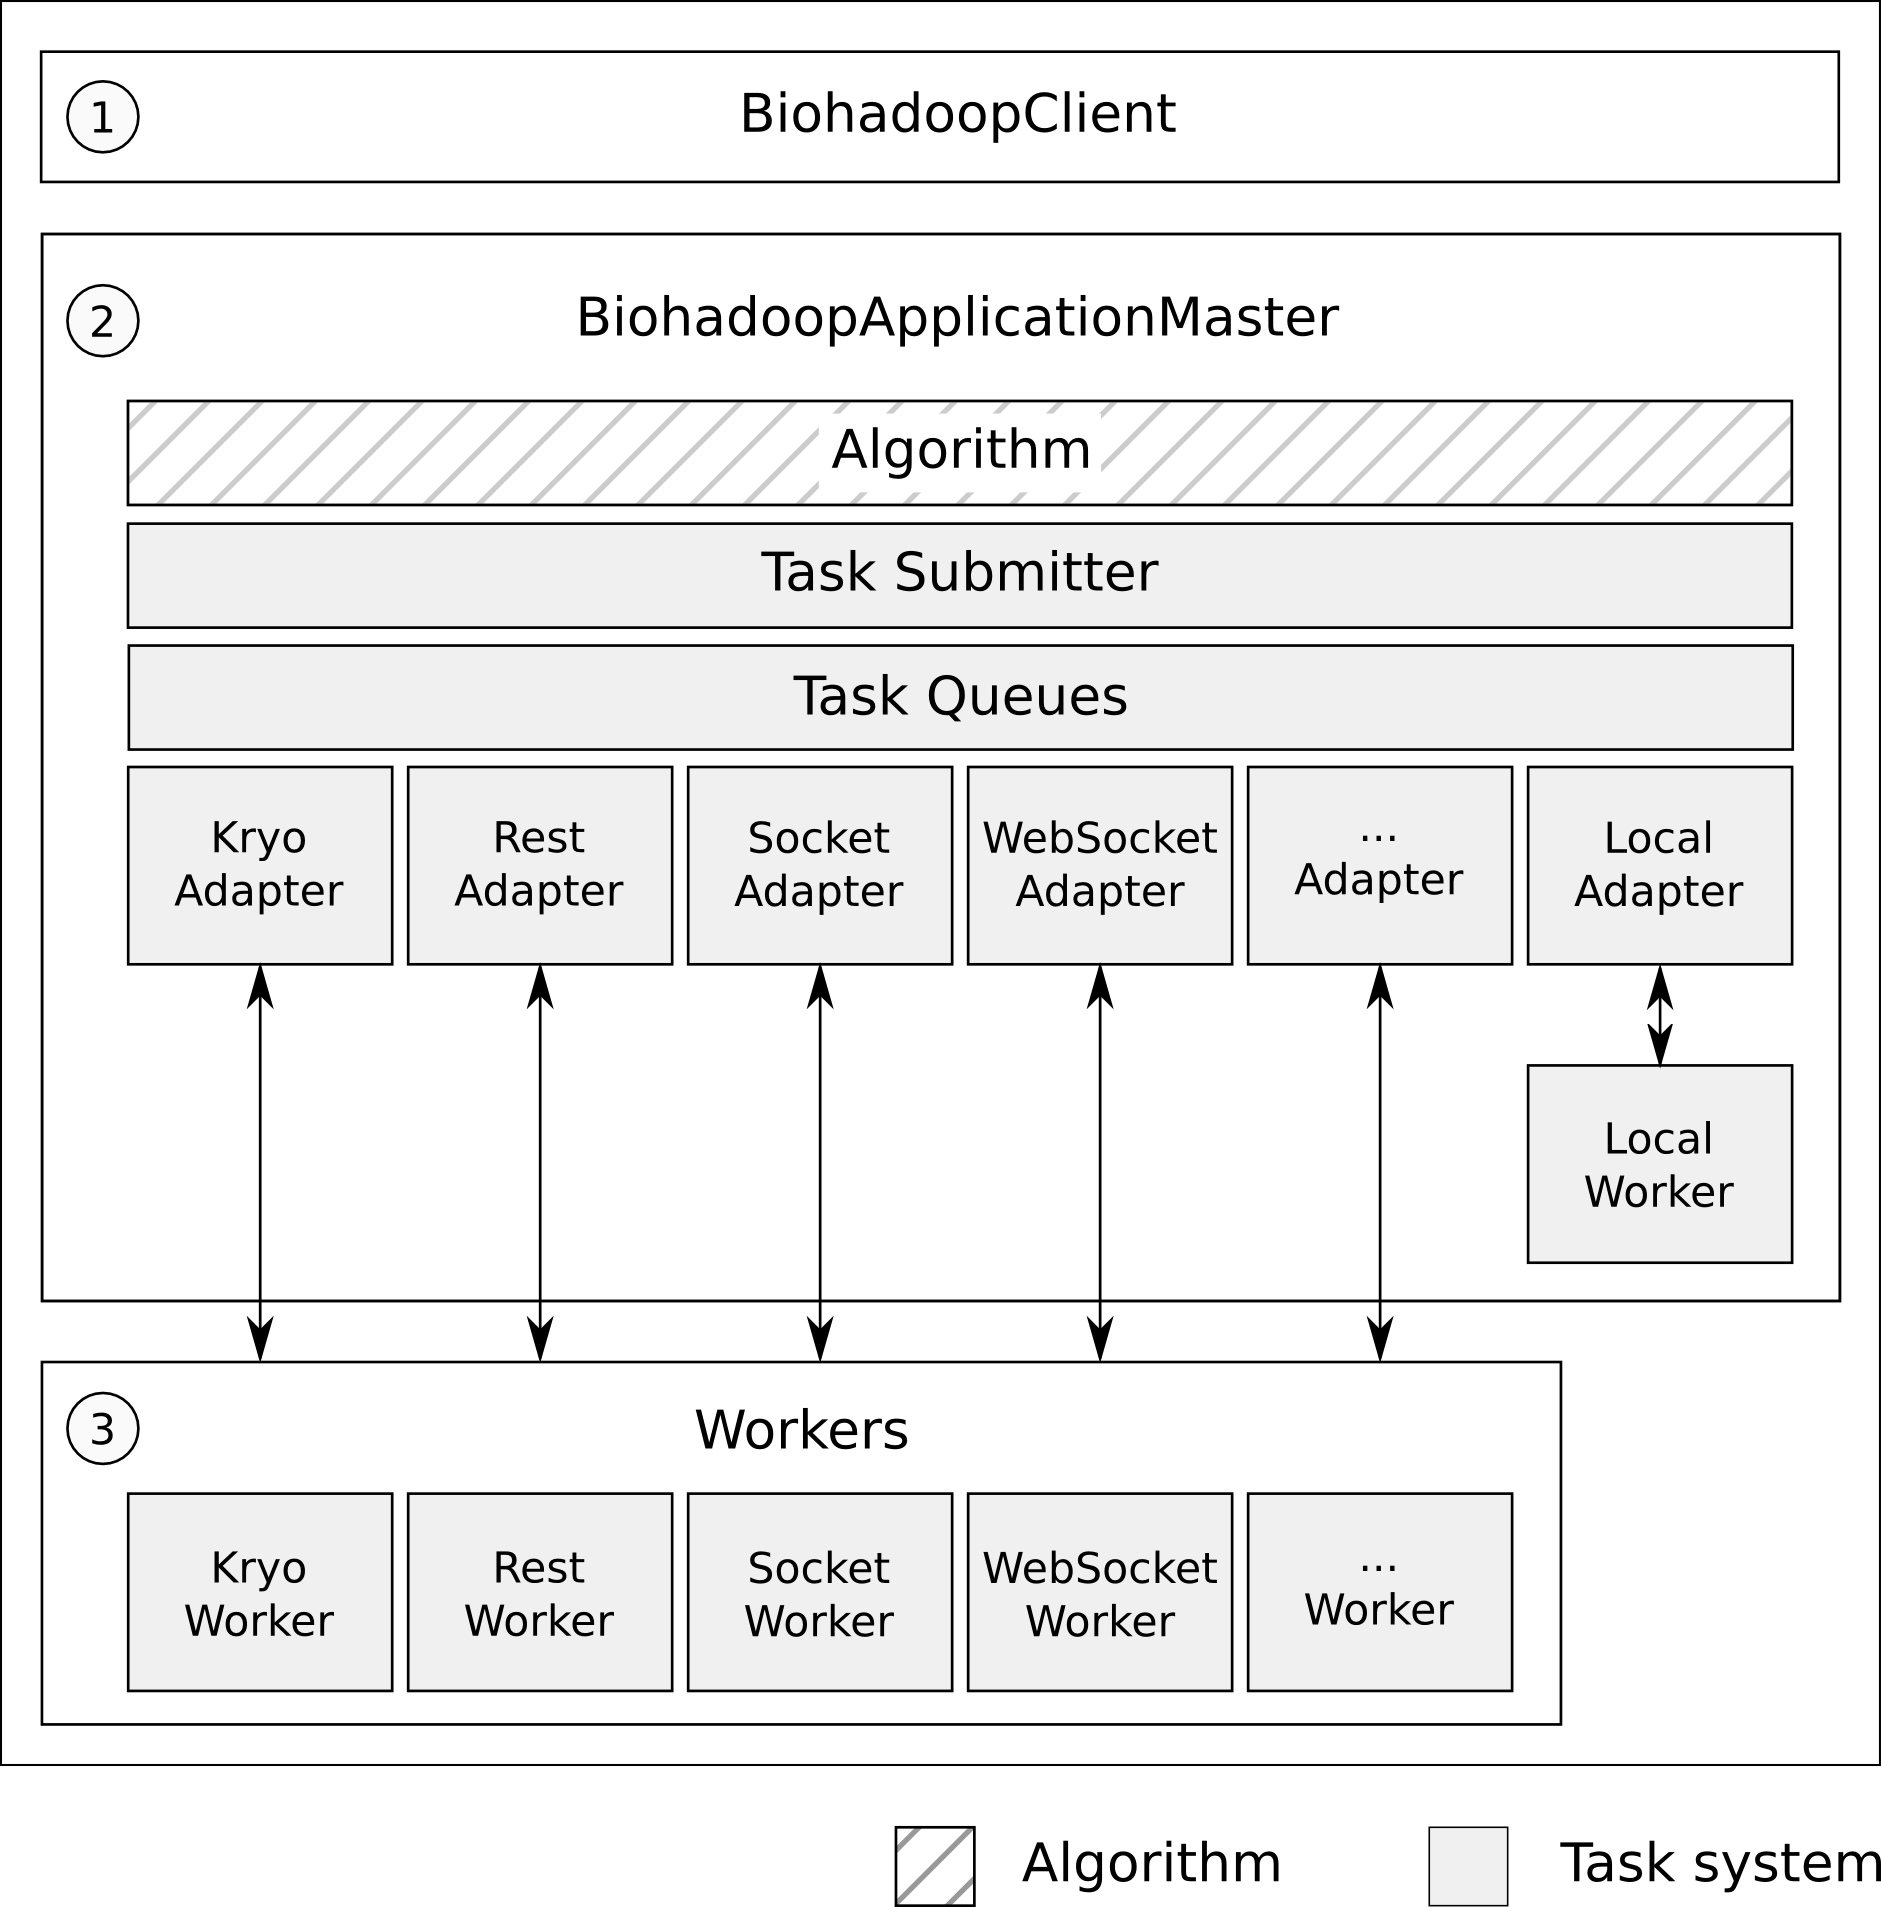 1
BiohadoopClient
2
BiohadoopApplicationMaster
Algorithm
Task Submitter
Task Queues
Kryo
Adapter
Rest
Adapter
Socket
Adapter
WebSocket
Adapter
...
Adapter
Local
Adapter
Local
Worker
3
Workers
Kryo
Worker
Rest
Worker
Socket
Worker
WebSocket
Worker
...
Worker
Algorithm
Task system